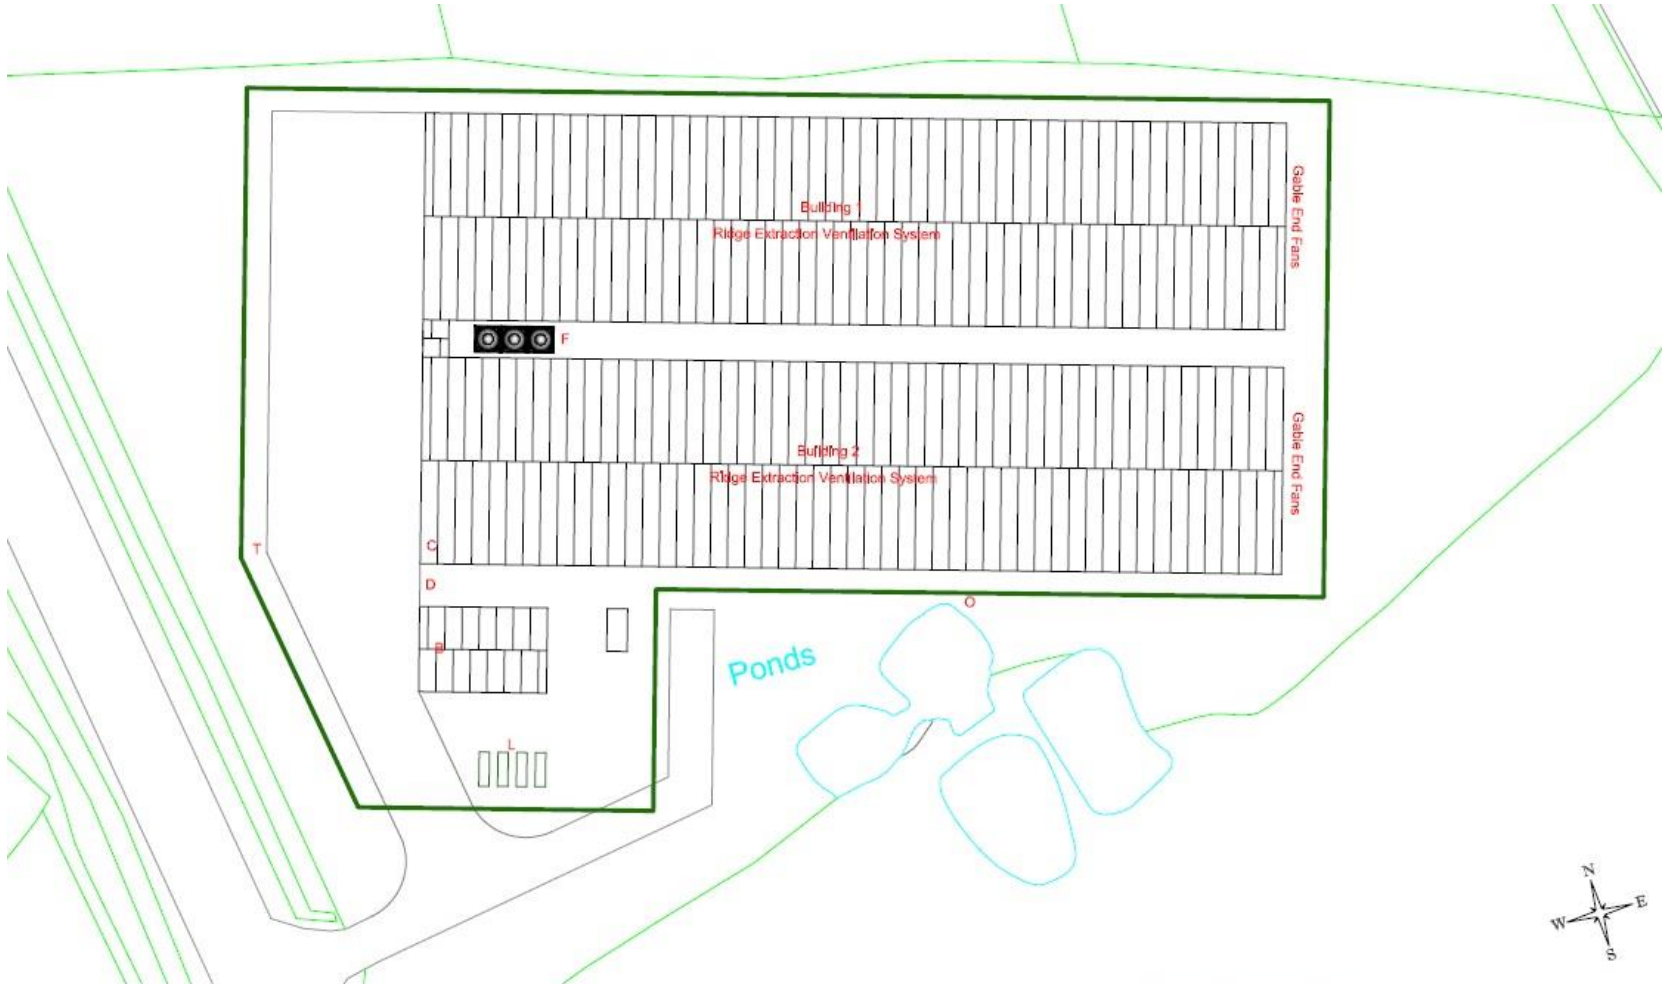 Building 1
Ridge Extraction Ventilation System
Gable End Fans
F
Building 2
Ridge Extraction Ventilation System
Gable End Fans
C
T
D
O
B
Ponds
L
N
W
E
S